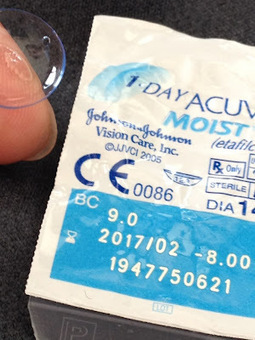 1·DAY ACUV
MOIST
Johnson & Johnson
Vision Care, Inc.
(etafilc
©JJVCI 2005
Rx Only
CE 0086
STERILE
DIA 14
BC
9.0
2017/02 -8.00
1947750621